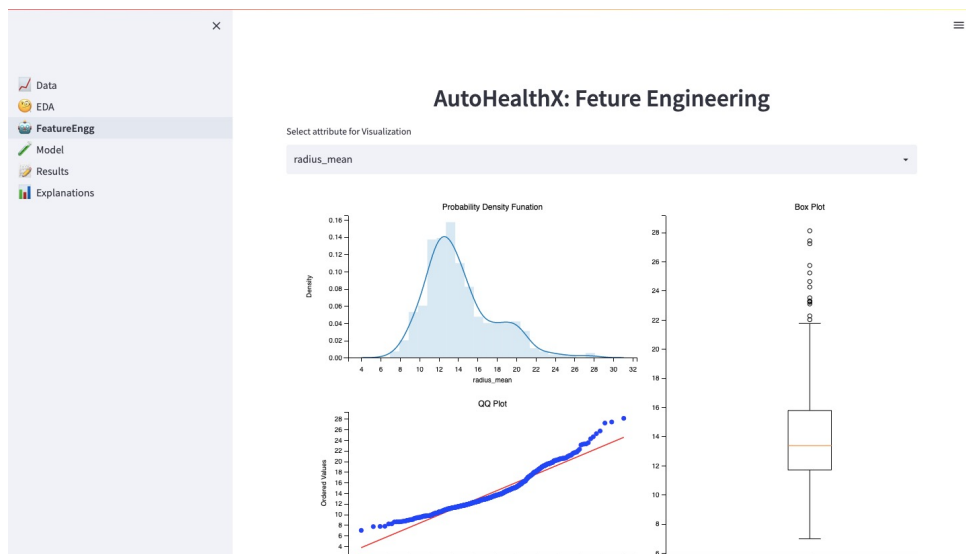 Data
EDA
FeatureEngg
Model
Results
Explanations
AutoHealthX: Feture Engineering
Select attribute for Visualization
radius_mean
Probability Density Funation
0.16
0.14
0.12
0.10
0.08
0.06
0.04
0.02
0.00
Density
4 6 8 10 12 14 16 18 20 22 24 26 28 30 32
radius_mean
QQ Plot
28
26
24
22
20
18
16
14
12
10
8
6
4
Ordered Values
Box Plot
28
26
24
22
20
18
16
14
12
10
8
6